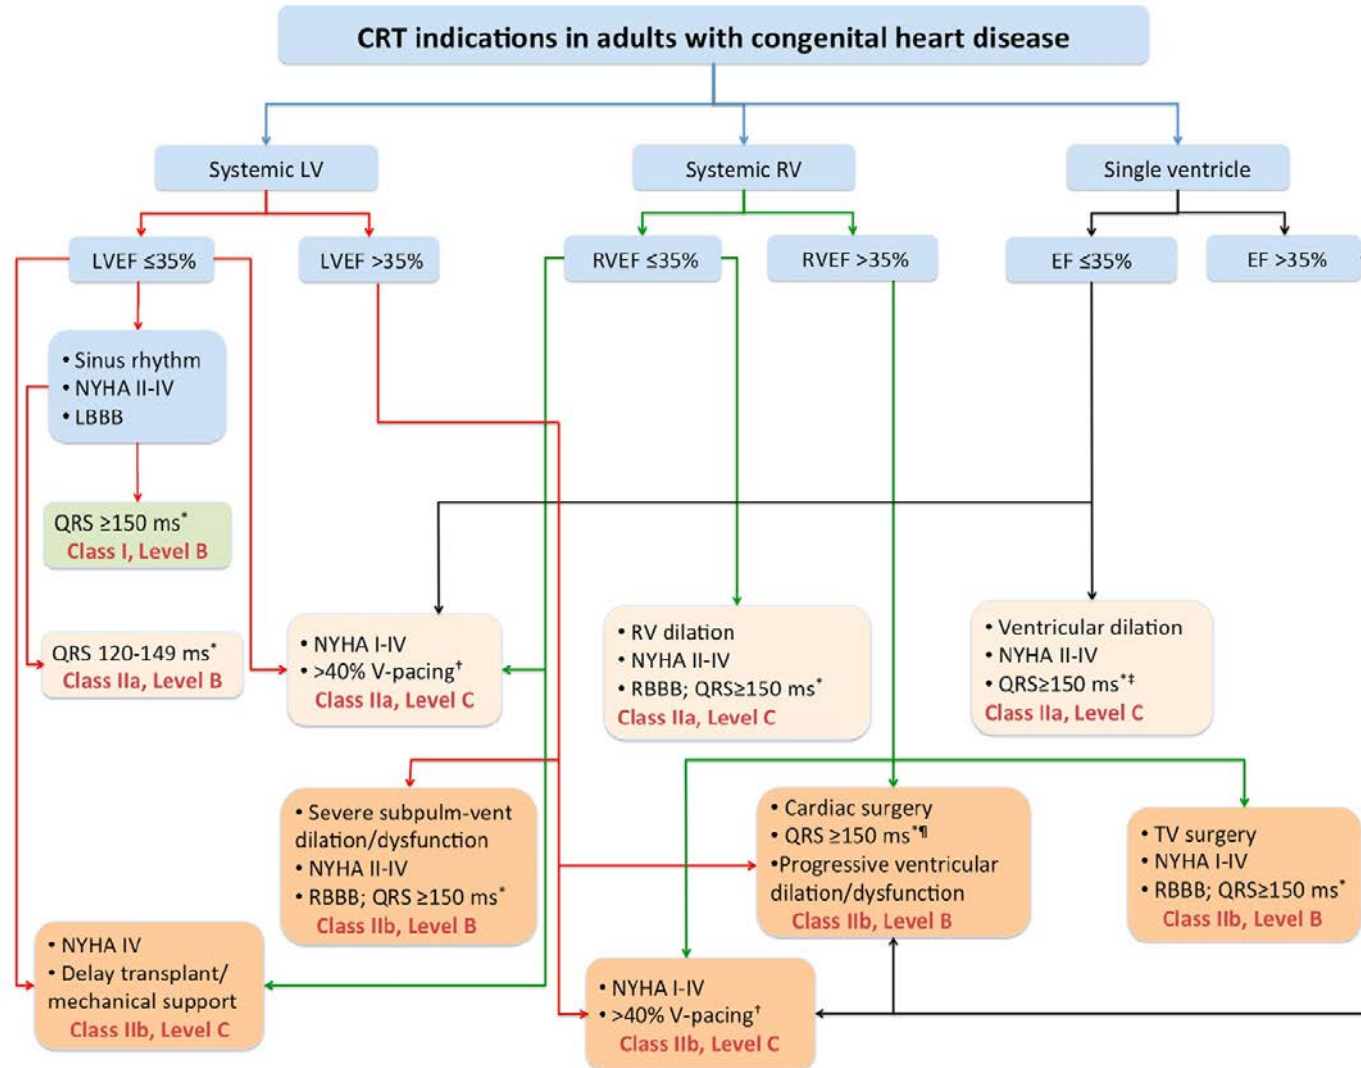 CRT indications in adults with congenital heart disease
Systemic LV
Systemic RV
Single ventricle
LVEF ≤35%
LVEF >35%
RVEF ≤35%
RVEF >35%
EF ≤35%
EF >35%
• Sinus rhythm
• NYHA II-IV
• LBBB
QRS ≥150 ms*
Class I, Level B
QRS 120-149 ms*
Class IIa, Level B
• NYHA I-IV
• >40% V-pacing†
Class IIa, Level C
• RV dilation
• NYHA II-IV
• RBBB; QRS≥150 ms*
Class IIa, Level C
• Ventricular dilation
• NYHA II-IV
• QRS≥150 ms*‡
Class IIa, Level C
• Severe subpulm-vent
dilation/dysfunction
• NYHA II-IV
• RBBB; QRS ≥150 ms*
Class IIb, Level B
• Cardiac surgery
• QRS ≥150 ms*¶
•Progressive ventricular
dilation/dysfunction
Class IIb, Level B
• TV surgery
• NYHA I-IV
• RBBB; QRS≥150 ms*
Class IIb, Level B
• NYHA IV
• Delay transplant/
mechanical support
Class IIb, Level C
• NYHA I-IV
• >40% V-pacing†
Class IIb, Level C